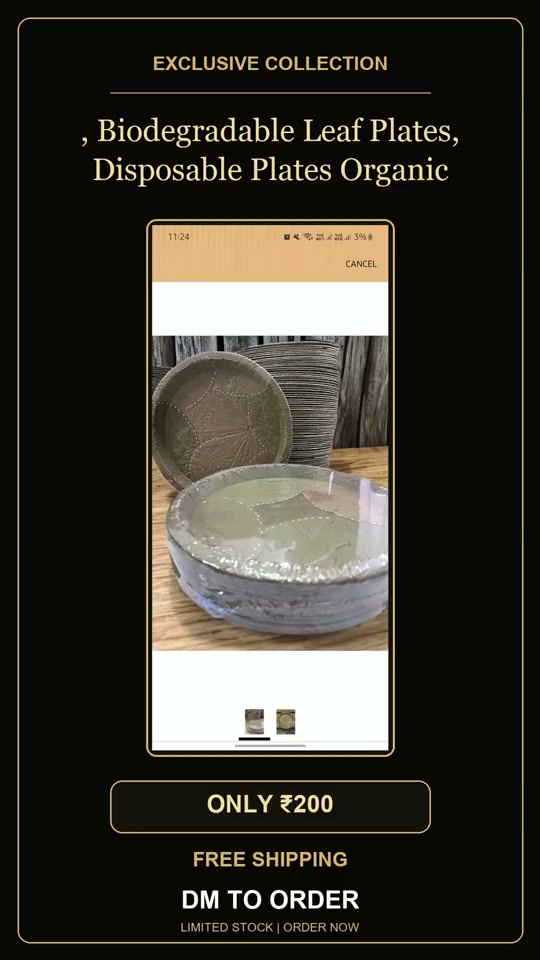 EXCLUSIVE COLLECTION
, Biodegradable Leaf Plates,
Disposable Plates Organic
11:24
3%
CANCEL
ONLY ₹200
FREE SHIPPING
DM TO ORDER
LIMITED STOCK | ORDER NOW